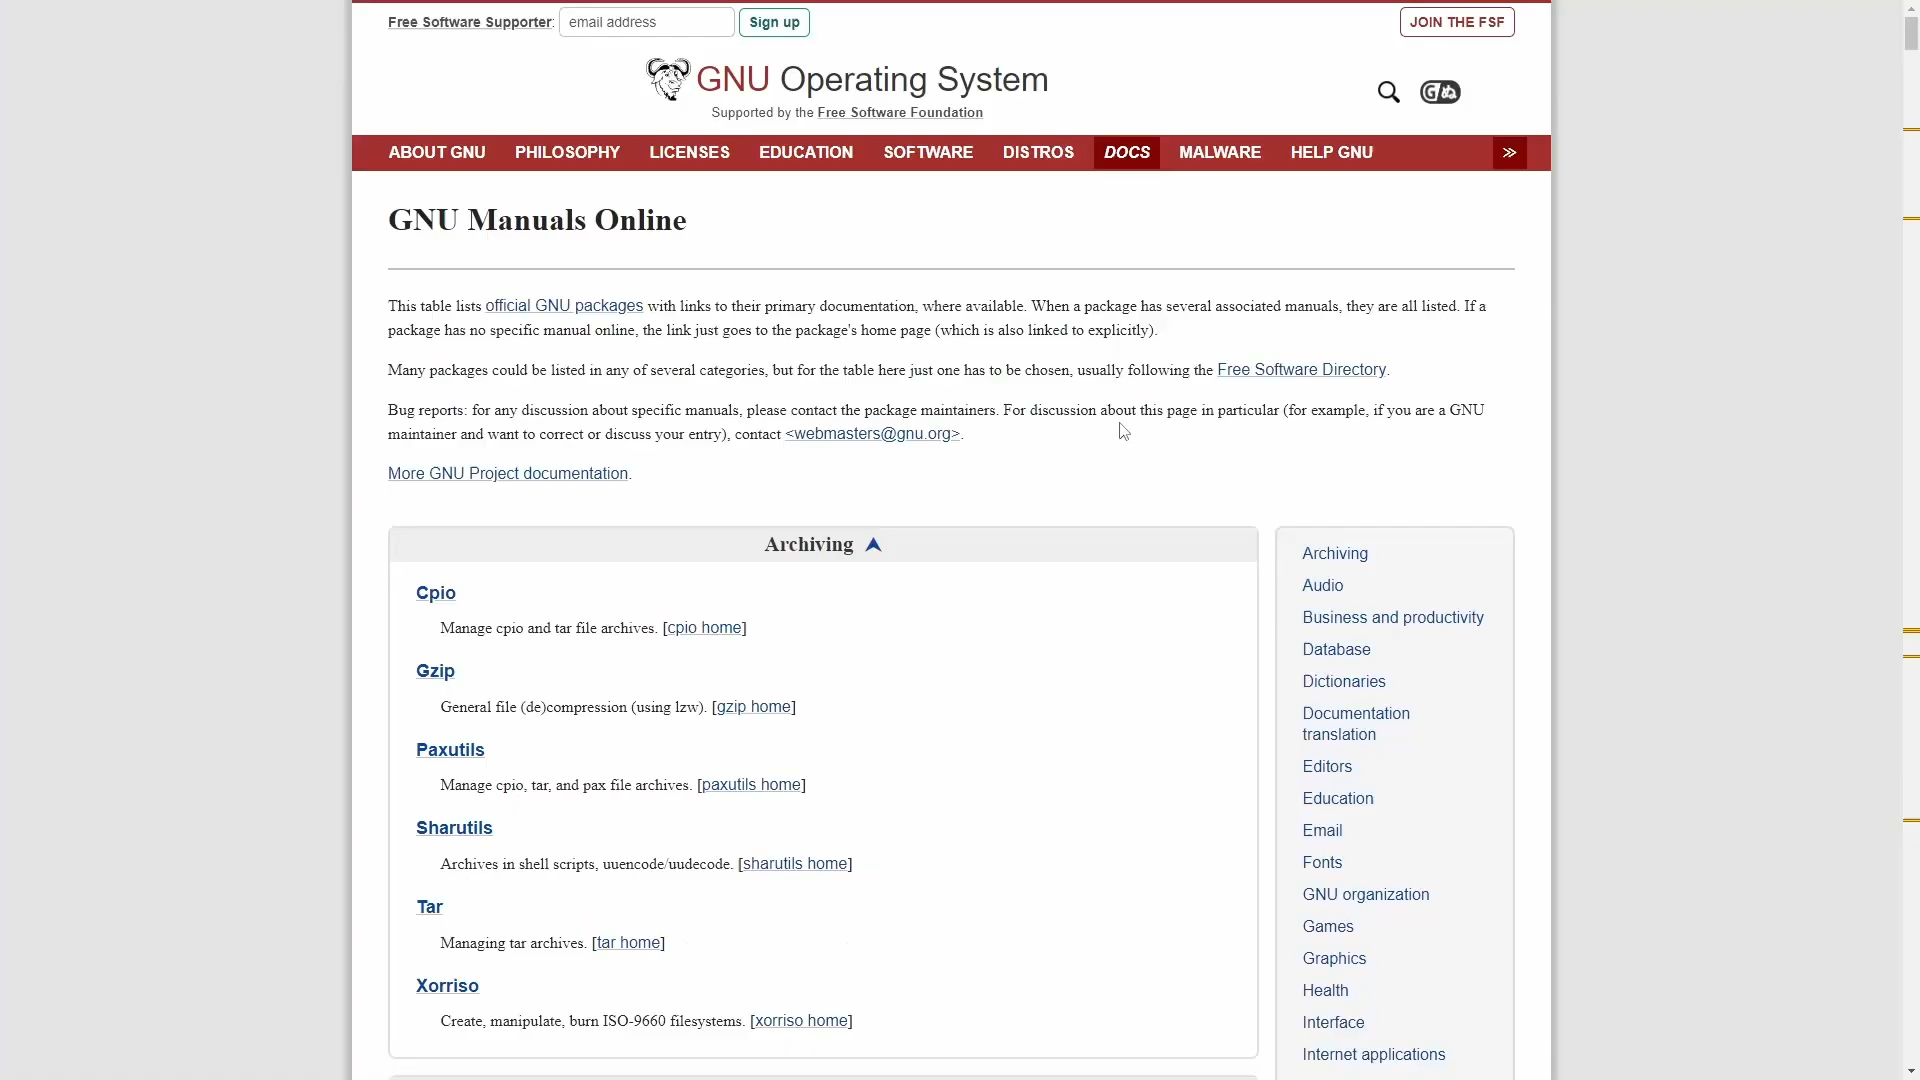 Free Software Supporter: email address Sign up JOIN THE FSF
GNU Operating System
Supported by the Free Software Foundation
ABOUT GNU PHILOSOPHY LICENSES EDUCATION SOFTWARE DISTROS DOCS MALWARE HELP GNU ≫
GNU Manuals Online
This table lists official GNU packages with links to their primary documentation, where available. When a package has several associated manuals, they are all listed. If a
package has no specific manual online, the link just goes to the package's home page (which is also linked to explicitly).
Many packages could be listed in any of several categories, but for the table here just one has to be chosen, usually following the Free Software Directory.
Bug reports: for any discussion about specific manuals, please contact the package maintainers. For discussion about this page in particular (for example, if you are a GNU
maintainer and want to correct or discuss your entry), contact <webmasters@gnu.org>.
More GNU Project documentation.
Archiving
Cpio
Manage cpio and tar file archives. [cpio home]
Gzip
General file (de)compression (using lzw). [gzip home]
Paxutils
Manage cpio, tar, and pax file archives. [paxutils home]
Sharutils
Archives in shell scripts, uuencode/uudecode. [sharutils home]
Tar
Managing tar archives. [tar home]
Xorriso
Create, manipulate, burn ISO-9660 filesystems. [xorriso home]
Archiving
Audio
Business and productivity
Database
Dictionaries
Documentation
translation
Editors
Education
Email
Fonts
GNU organization
Games
Graphics
Health
Interface
Internet applications